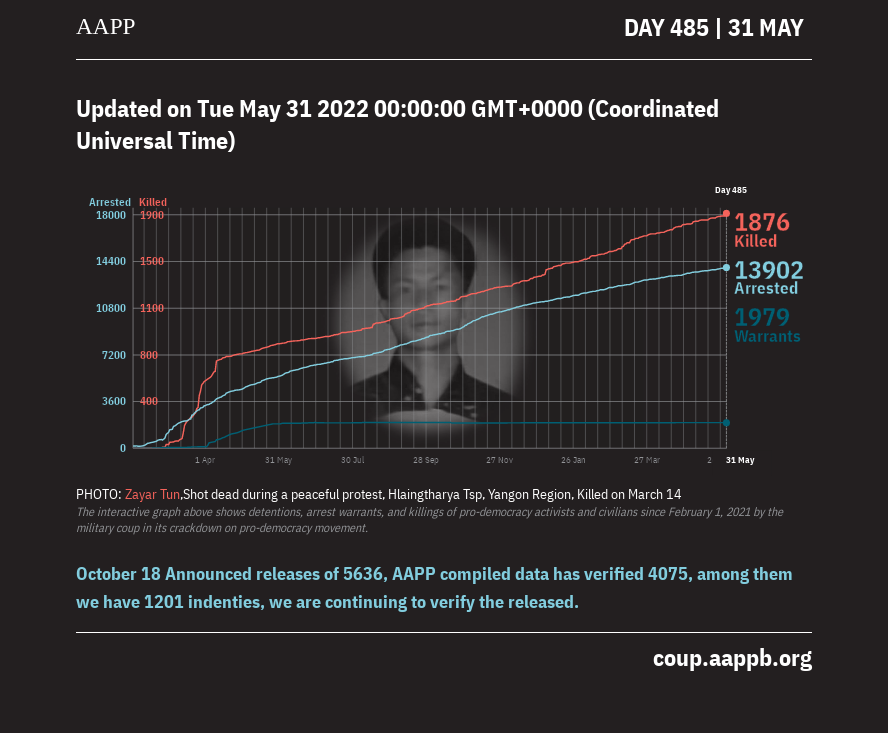 AAPP
DAY 485 | 31 MAY
Updated on Tue May 31 2022 00:00:00 GMT+0000 (Coordinated
Universal Time)
Day 485
Arrested Killed
18000 1900
14400 1500
10800 1100
7200 800
3600 400
0
1876
Killed
13902
Arrested
1979
Warrants
1 Apr 31 May 30 Jul 28 Sep 27 Nov 26 Jan 27 Mar 2 31 May
PHOTO: Zayar Tun,Shot dead during a peaceful protest, Hlaingtharya Tsp, Yangon Region, Killed on March 14
The interactive graph above shows detentions, arrest warrants, and killings of pro-democracy activists and civilians since February 1, 2021 by the
military coup in its crackdown on pro-democracy movement.
October 18 Announced releases of 5636, AAPP compiled data has verified 4075, among them
we have 1201 indenties, we are continuing to verify the released.
coup.aappb.org